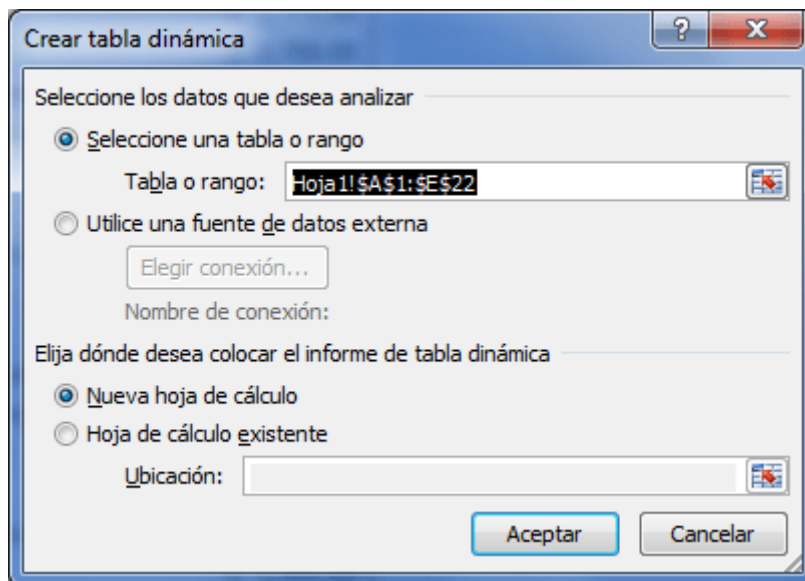 Crear tabla dinámica
Seleccione los datos que desea analizar
Seleccione una tabla o rango
Tabla o rango: Hoja1!$A$1:$E$22
Utilice una fuente de datos externa
Elegir conexión...
Nombre de conexión:
Elija dónde desea colocar el informe de tabla dinámica
Nueva hoja de cálculo
Hoja de cálculo existente
Ubicación:
Aceptar Cancelar